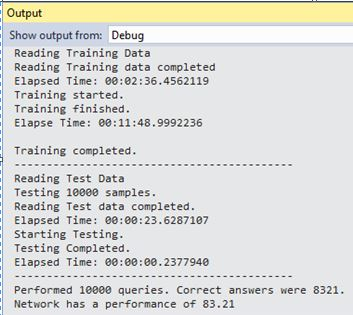 Output
Show output from: Debug
Reading Training Data
Reading Training data completed
Elapsed Time: 00:02:36.4562119
Training started.
Training finished.
Elapse Time: 00:11:48.9992236
Training completed.
----------------------------------------
Reading Test Data
Testing 10000 samples.
Reading Test data completed.
Elapsed Time: 00:00:23.6287107
Starting Testing.
Testing Completed.
Elapsed Time: 00:00:00.2377940
----------------------------------------
Performed 10000 queries. Correct answers were 8321.
Network has a performance of 83.21